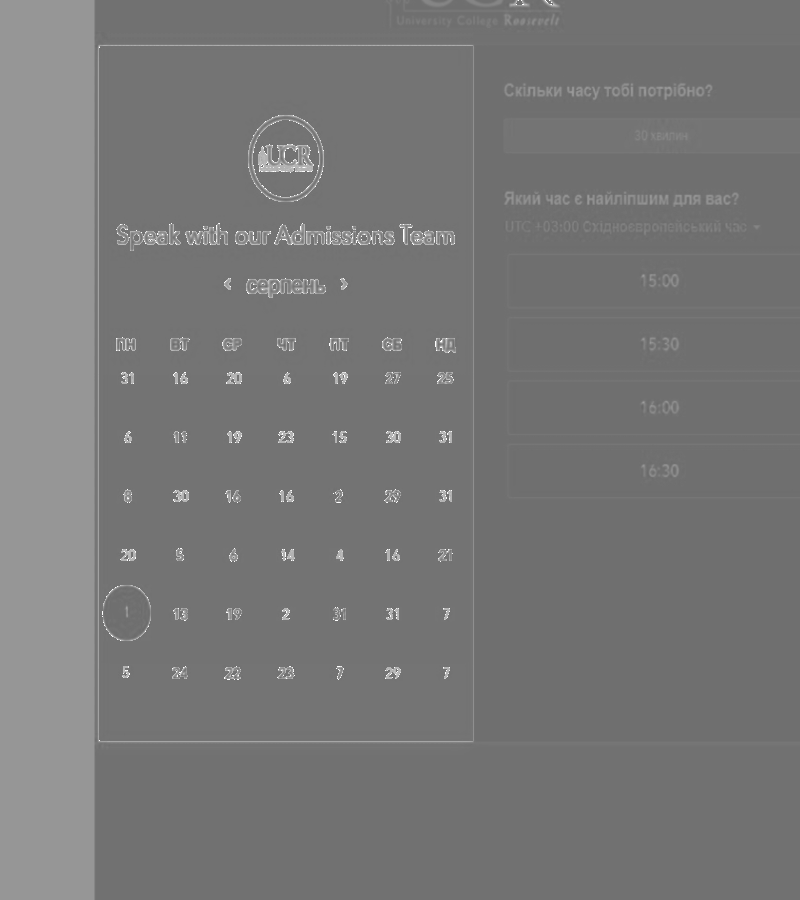 University College Roosevelt
UCR
Speak with our Admissions Team
‹ серпень ›
ПН ВТ СР ЧТ ПТ СБ НД
31 16 20 6 19 27 25
6 11 19 23 15 30 31
8 30 16 16 2 29 31
20 5 6 14 4 16 21
1 13 19 2 31 31 7
5 24 22 23 7 29 7
Скільки часу тобі потрібно?
30 хвилин
Який час є найліпшим для вас?
UTC +03:00 Східноєвропейський час
15:00
15:30
16:00
16:30